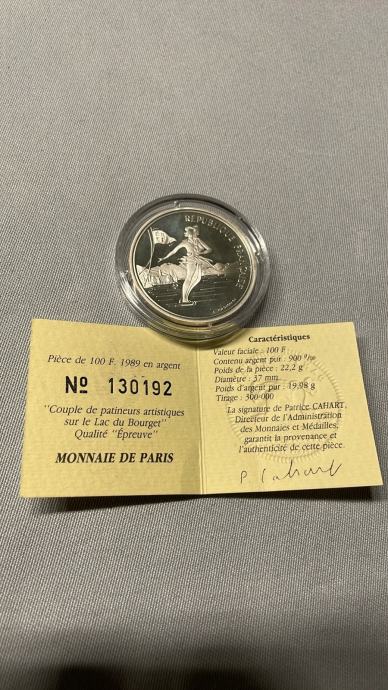 RÉPUBLIQUE FRANÇAISE
Pièce de 100 F. 1989 en argent
Nº 130192
"Couple de patineurs artistiques
sur le Lac du Bourget"
Qualité "Épreuve"
MONNAIE DE PARIS
Caractéristiques
Valeur faciale : 100 F
Contenu argent pur : 900 º/ºº
Poids de la pièce : 22,2 g
Diamètre : 37 mm
Poids d'argent pur : 19,98 g
Tirage : 300 000
La signature de Patrice CAHART,
Directeur de l'Administration
des Monnaies et Médailles,
garantit la provenance et
l'authenticité de cette pièce.
P. Cahart